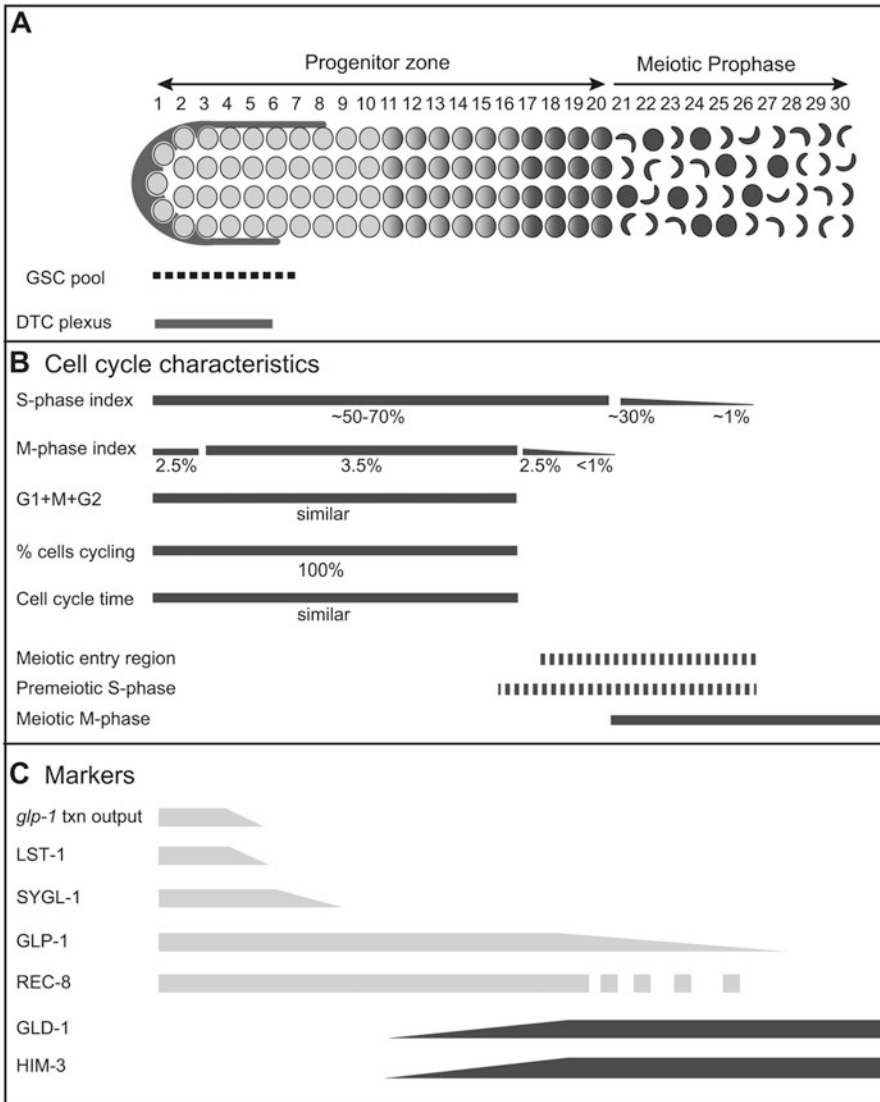 A
Progenitor zone Meiotic Prophase
1 2 3 4 5 6 7 8 9 10 11 12 13 14 15 16 17 18 19 20 21 22 23 24 25 26 27 28 29 30
GSC pool
DTC plexus
B Cell cycle characteristics
S-phase index
~50-70% ~30% ~1%
M-phase index
2.5% 3.5% 2.5% <1%
G1+M+G2
similar
% cells cycling
100%
Cell cycle time
similar
Meiotic entry region
Premeiotic S-phase
Meiotic M-phase
C Markers
glp-1 txn output
LST-1
SYGL-1
GLP-1
REC-8
GLD-1
HIM-3